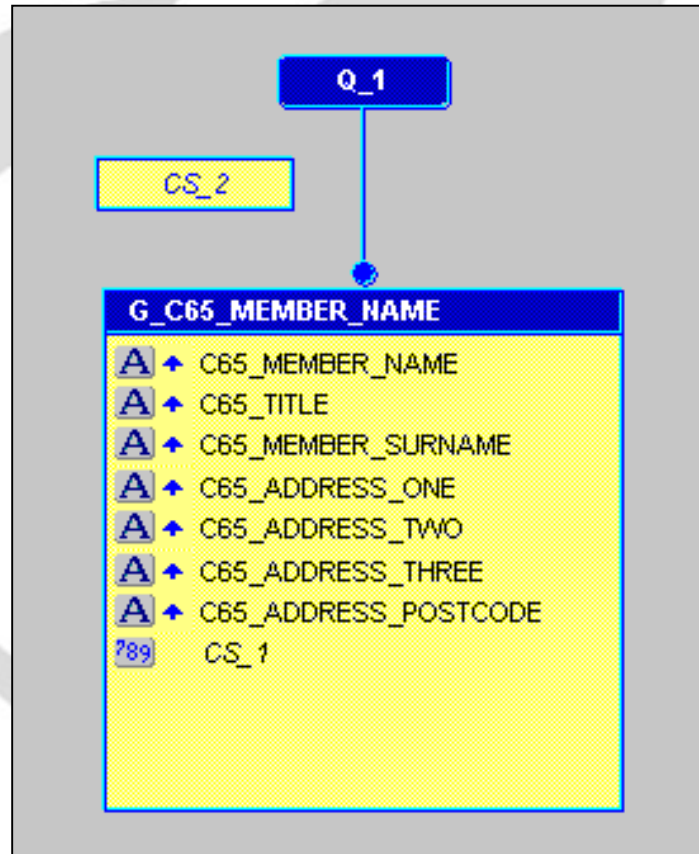 Q_1
CS_2
G_C65_MEMBER_NAME
A C65_MEMBER_NAME
A C65_TITLE
A C65_MEMBER_SURNAME
A C65_ADDRESS_ONE
A C65_ADDRESS_TWO
A C65_ADDRESS_THREE
A C65_ADDRESS_POSTCODE
789 CS_1